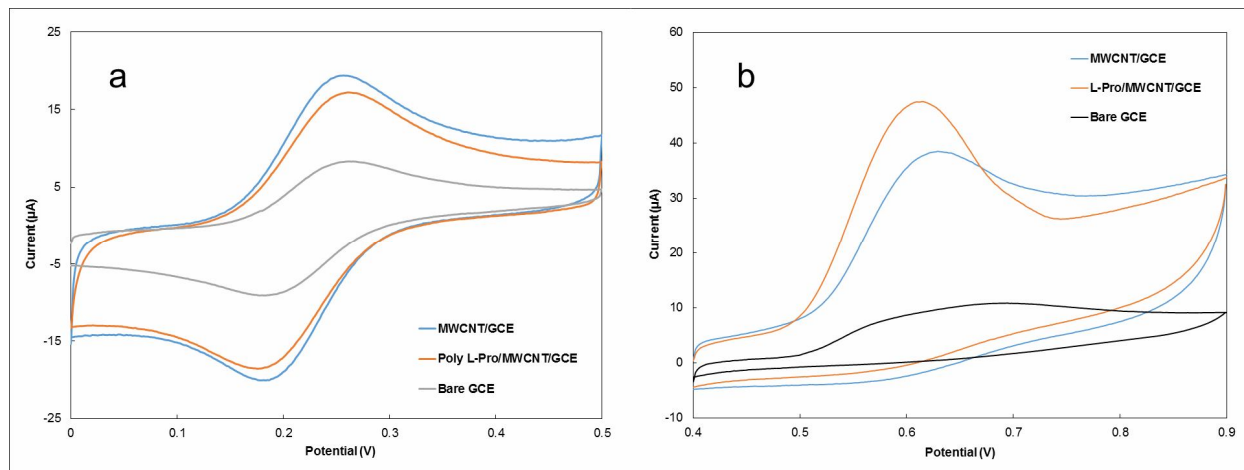 a
25
15
5
-5
-15
-25
Current (µA)
0
0.1
0.2
0.3
0.4
0.5
Potential (V)
MWCNT/GCE
Poly L-Pro/MWCNT/GCE
Bare GCE
b
60
50
40
30
20
10
0
-10
Current (µA)
0.4
0.5
0.6
0.7
0.8
0.9
Potential (V)
MWCNT/GCE
L-Pro/MWCNT/GCE
Bare GCE